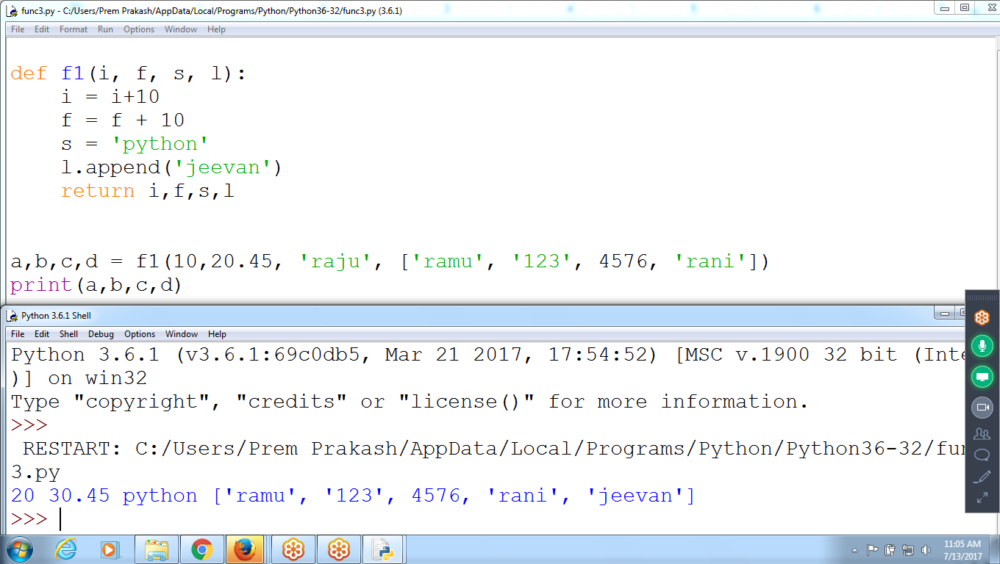 func3.py - C:/Users/Prem Prakash/AppData/Local/Programs/Python/Python36-32/func3.py (3.6.1)
File Edit Format Run Options Window Help
def f1(i, f, s, l):
    i = i+10
    f = f + 10
    s = 'python'
    l.append('jeevan')
    return i,f,s,l
a,b,c,d = f1(10,20.45, 'raju', ['ramu', '123', 4576, 'rani'])
print(a,b,c,d)
Python 3.6.1 Shell
File Edit Shell Debug Options Window Help
Python 3.6.1 (v3.6.1:69c0db5, Mar 21 2017, 17:54:52) [MSC v.1900 32 bit (Inte
)] on win32
Type "copyright", "credits" or "license()" for more information.
>>>
 RESTART: C:/Users/Prem Prakash/AppData/Local/Programs/Python/Python36-32/fun
3.py
20 30.45 python ['ramu', '123', 4576, 'rani', 'jeevan']
>>>
11:05 AM
7/13/2017